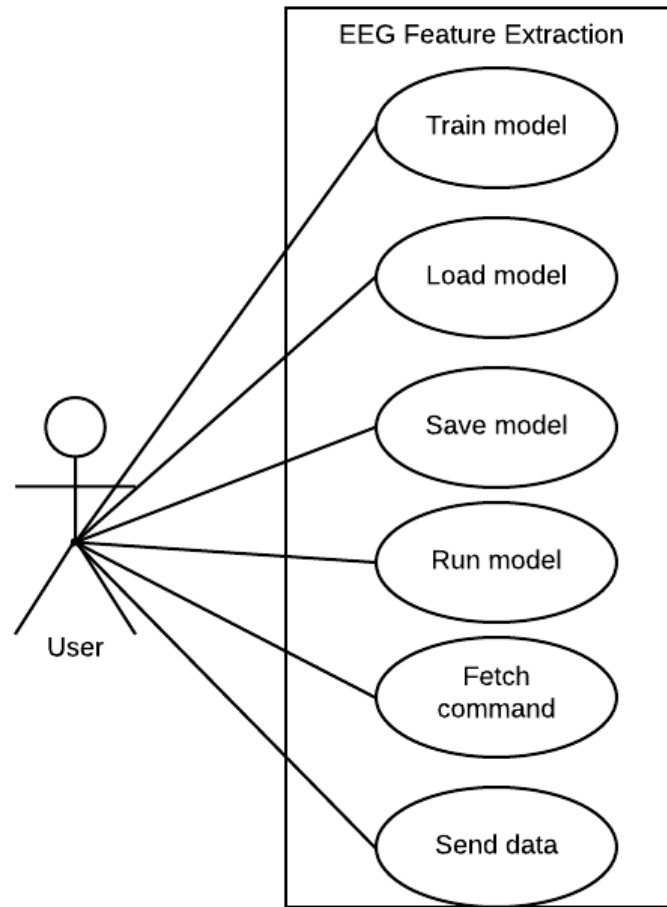 EEG Feature Extraction
Train model
Load model
Save model
Run model
User
Fetch
command
Send data